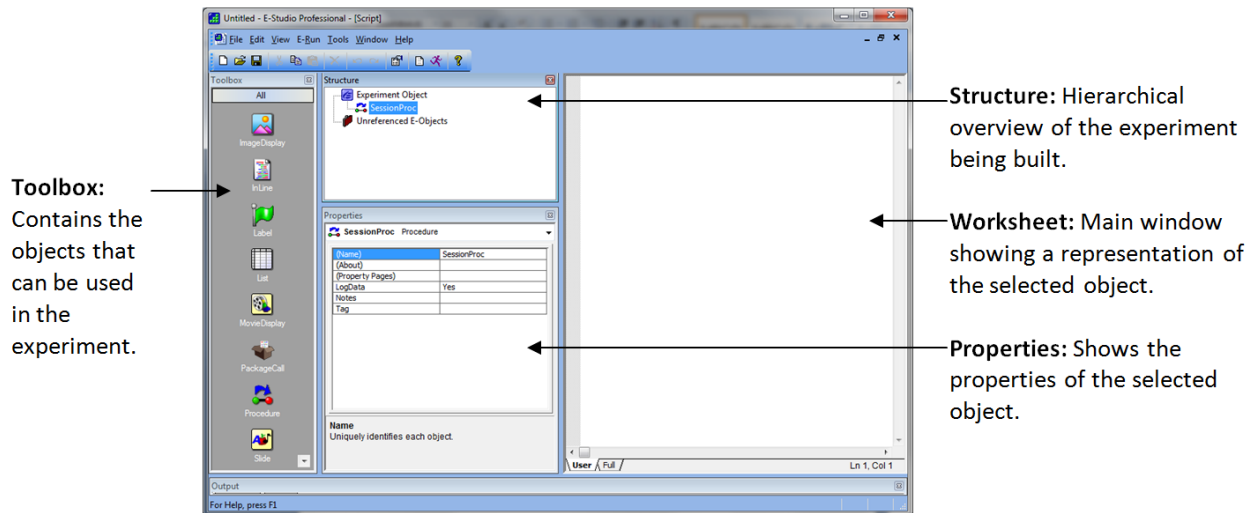 Untitled - E-Studio Professional - [Script]
File Edit View E-Run Tools Window Help
Toolbox
All
ImageDisplay
InLine
Label
List
MovieDisplay
PackageCall
Procedure
Slide
Structure
Experiment Object
SessionProc
Unreferenced E-Objects
Properties
SessionProc Procedure
(Name) SessionProc
(About)
(Property Pages)
LogData Yes
Notes
Tag
Name
Uniquely identifies each object.
User Full
Ln 1, Col 1
Output
For Help, press F1
Toolbox:
Contains the
objects that
can be used
in the
experiment.
Structure: Hierarchical
overview of the experiment
being built.
Worksheet: Main window
showing a representation of
the selected object.
Properties: Shows the
properties of the selected
object.